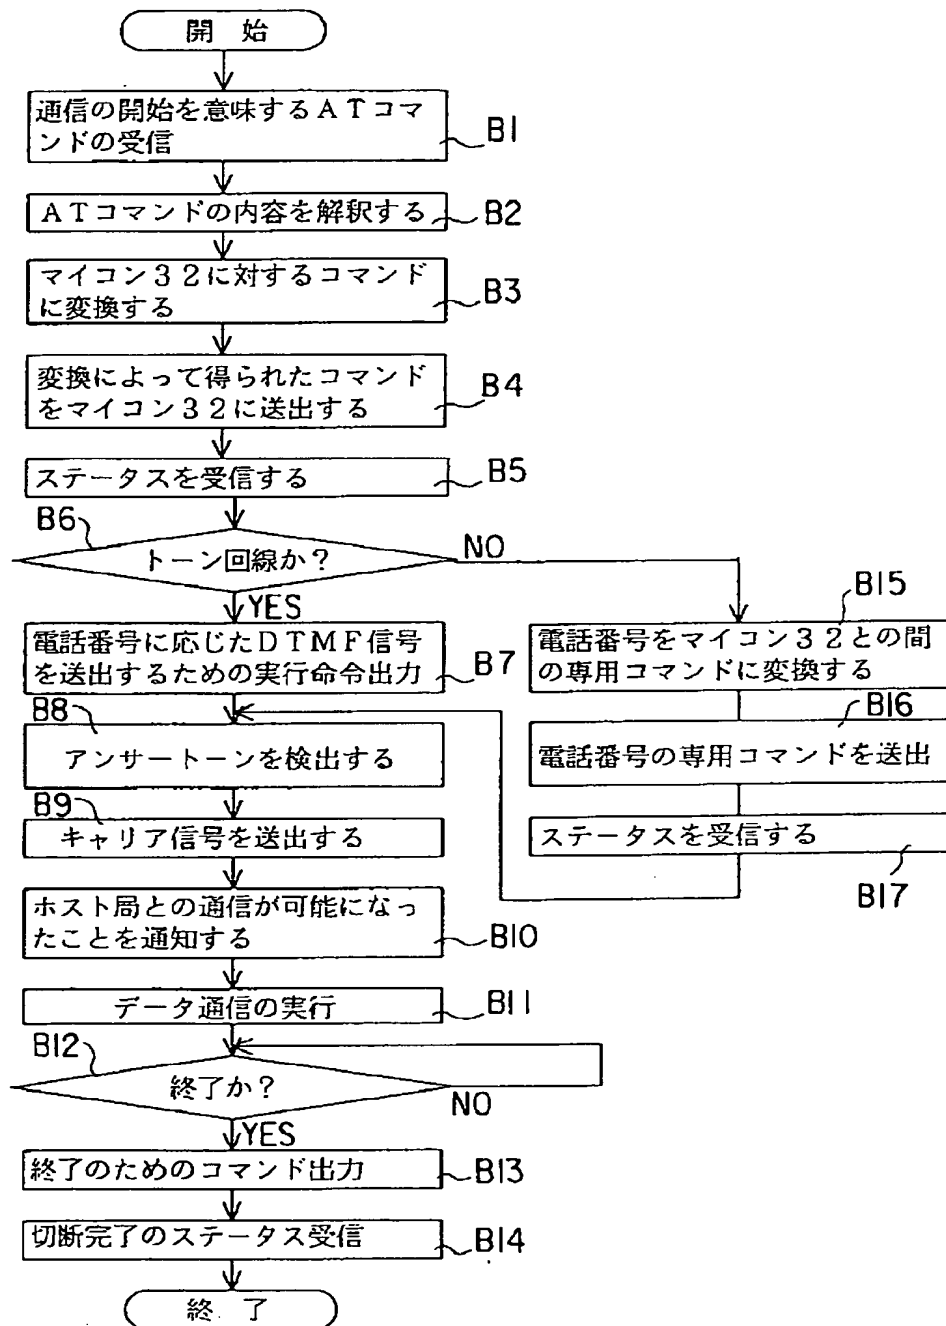 開 始
通信の開始を意味するＡＴコマ
ンドの受信
B1
ＡＴコマンドの内容を解釈する
B2
マイコン３２に対するコマンド
に変換する
B3
変換によって得られたコマンド
をマイコン３２に送出する
B4
ステータスを受信する
B5
B6
トーン回線か？
NO
YES
電話番号に応じたＤＴＭＦ信号
を送出するための実行命令出力
B7
B15
電話番号をマイコン３２との間
の専用コマンドに変換する
B8
アンサートーンを検出する
B16
電話番号の専用コマンドを送出
B9
キャリア信号を送出する
ステータスを受信する
B17
ホスト局との通信が可能になっ
たことを通知する
B10
データ通信の実行
B11
B12
終了か？
NO
YES
終了のためのコマンド出力
B13
切断完了のステータス受信
B14
終 了